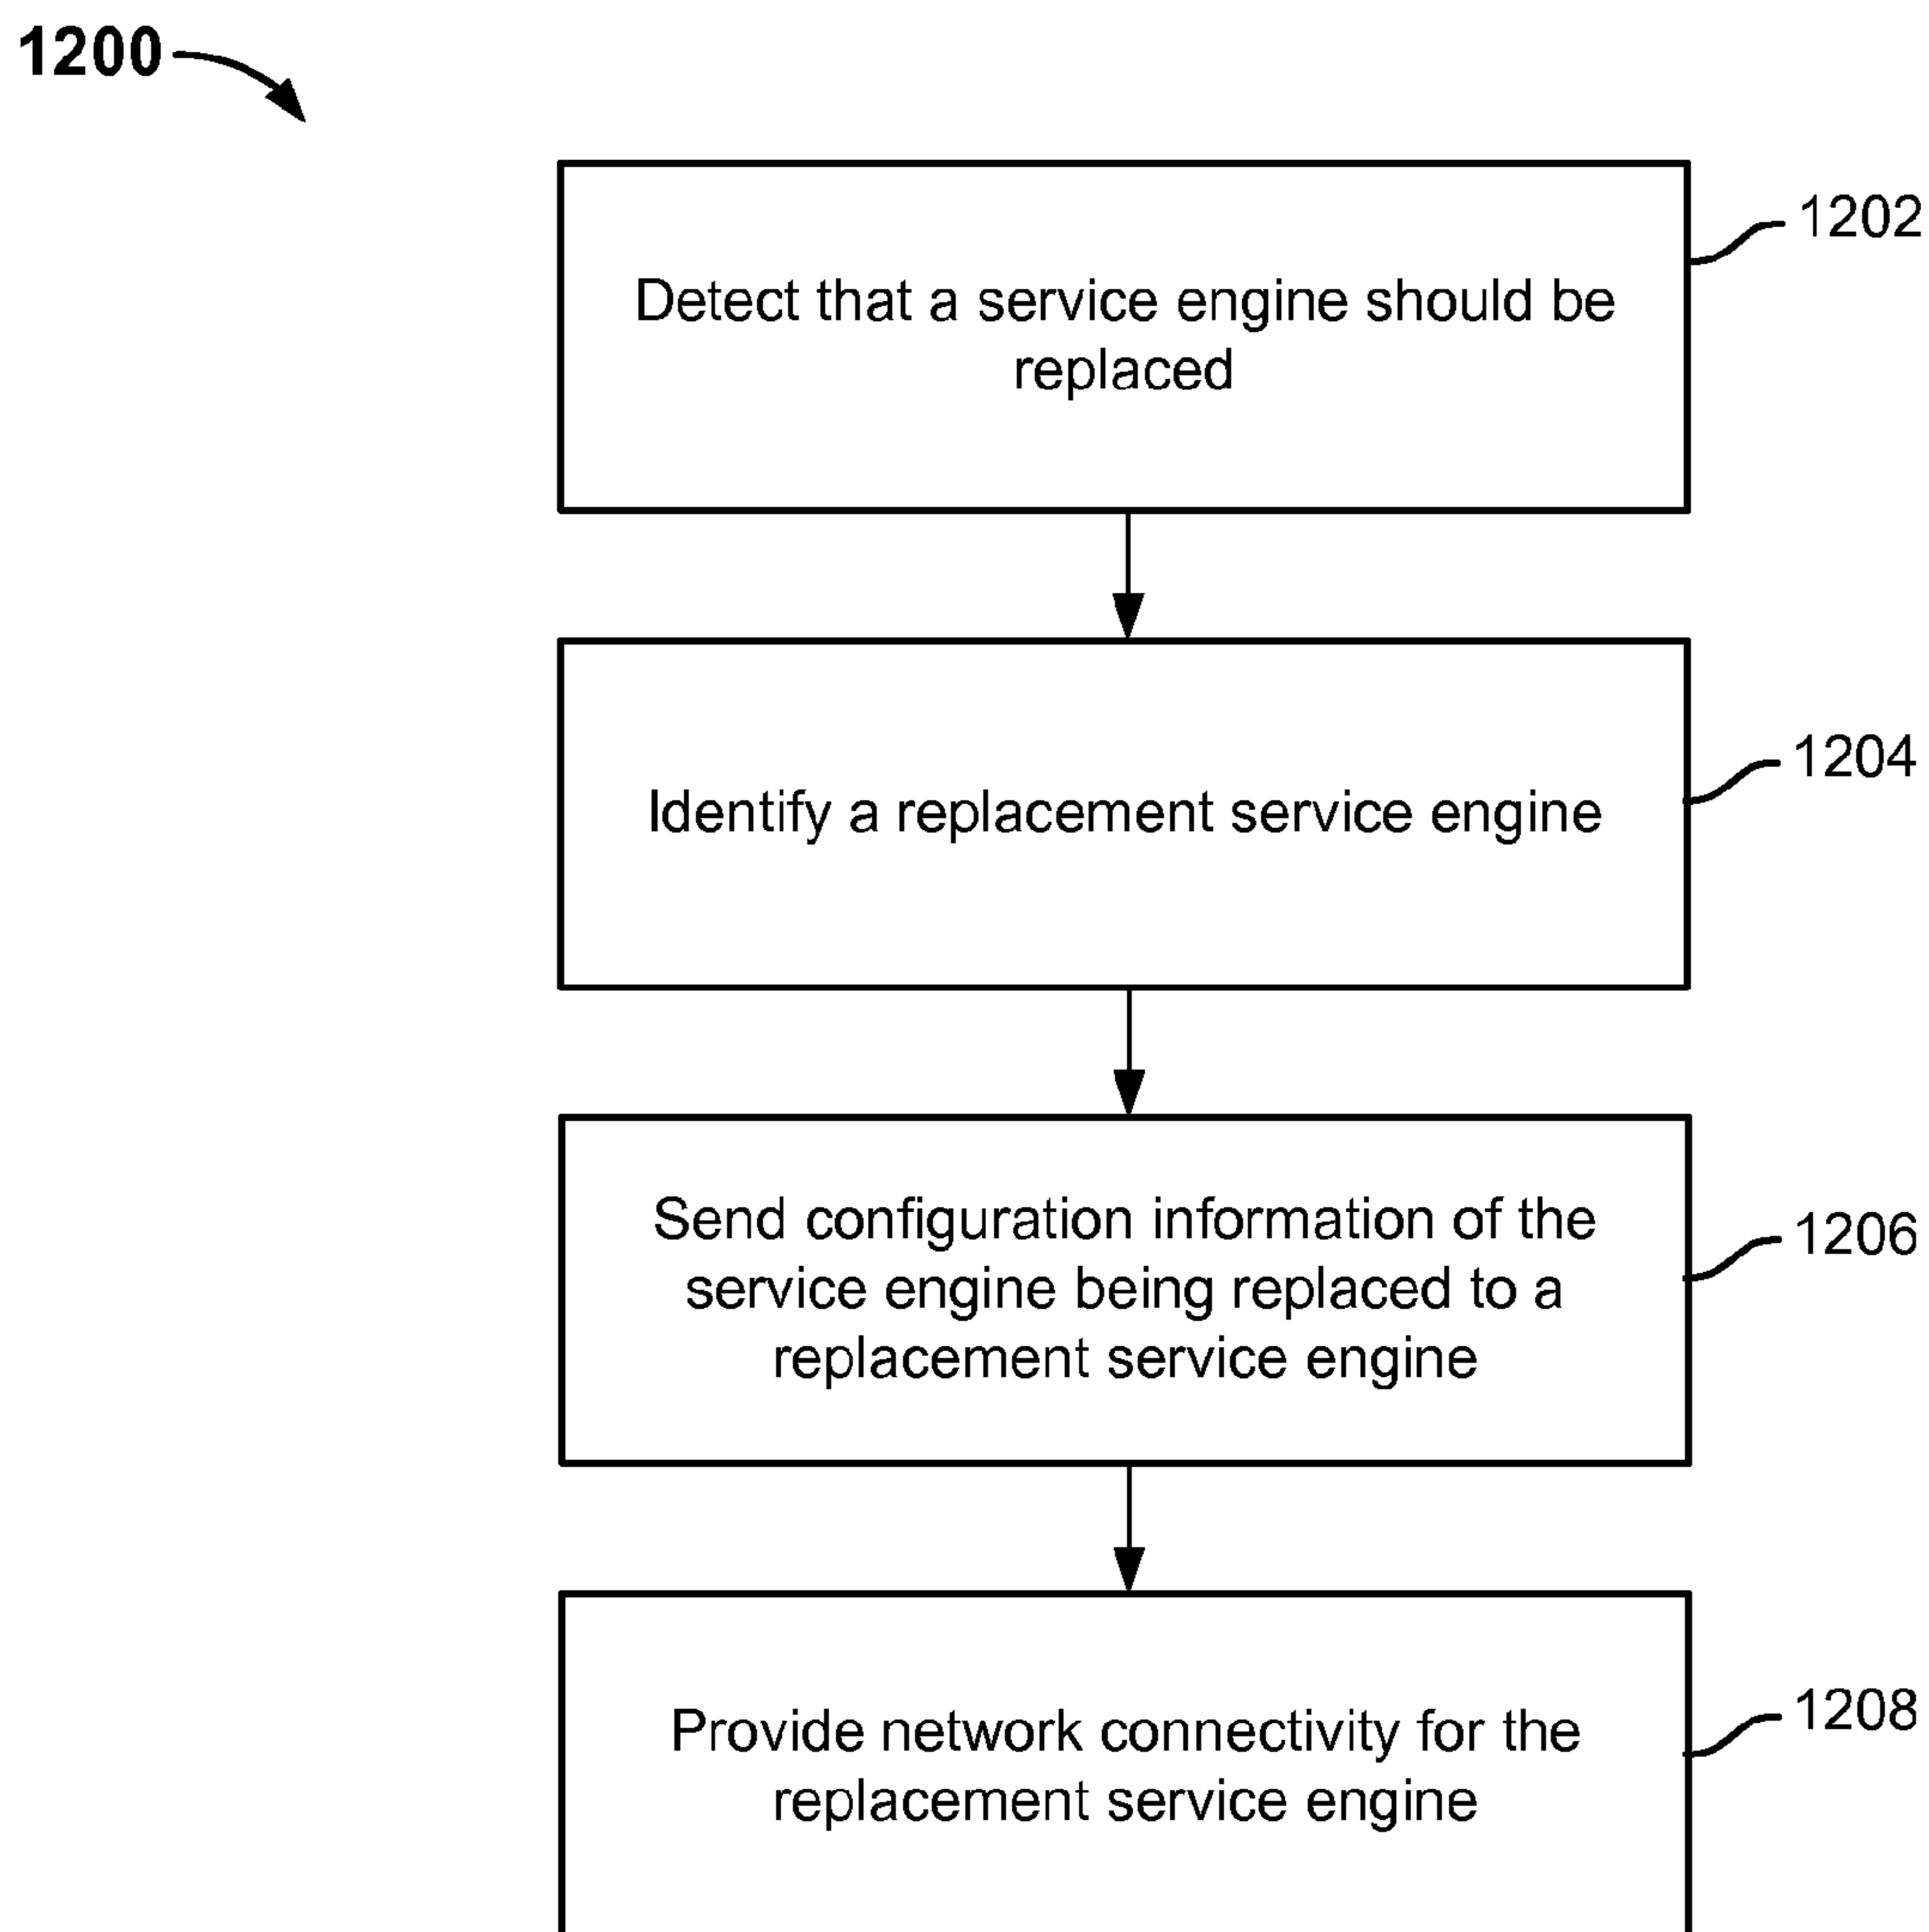 1200
1202
Detect that a service engine should be
replaced
1204
Identify a replacement service engine
1206
Send configuration information of the
service engine being replaced to a
replacement service engine
1208
Provide network connectivity for the
replacement service engine